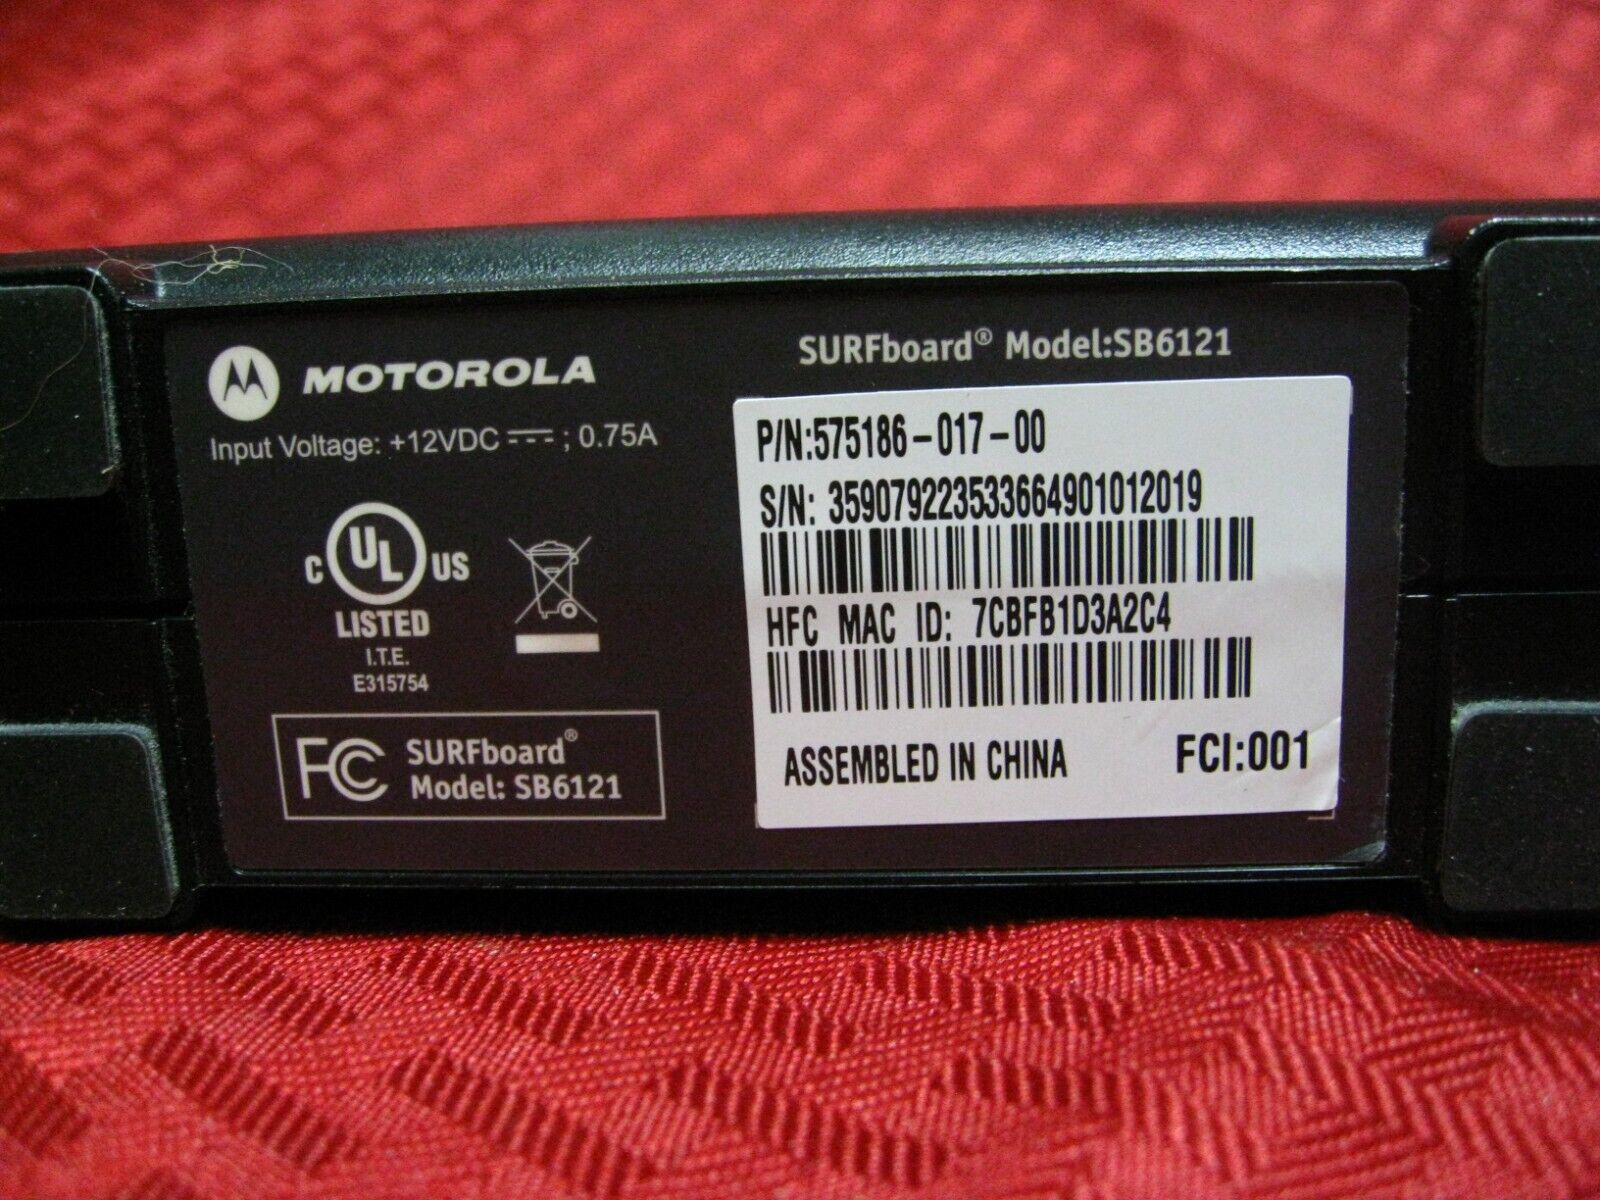 MOTOROLA
Input Voltage: +12VDC ⎓ ; 0.75A
C UL US
LISTED
I.T.E.
E315754
FCC SURFboard®
Model: SB6121
SURFboard® Model:SB6121
P/N:575186-017-00
S/N: 359079223533664901012019
HFC MAC ID: 7CBFB1D3A2C4
ASSEMBLED IN CHINA FCI:001